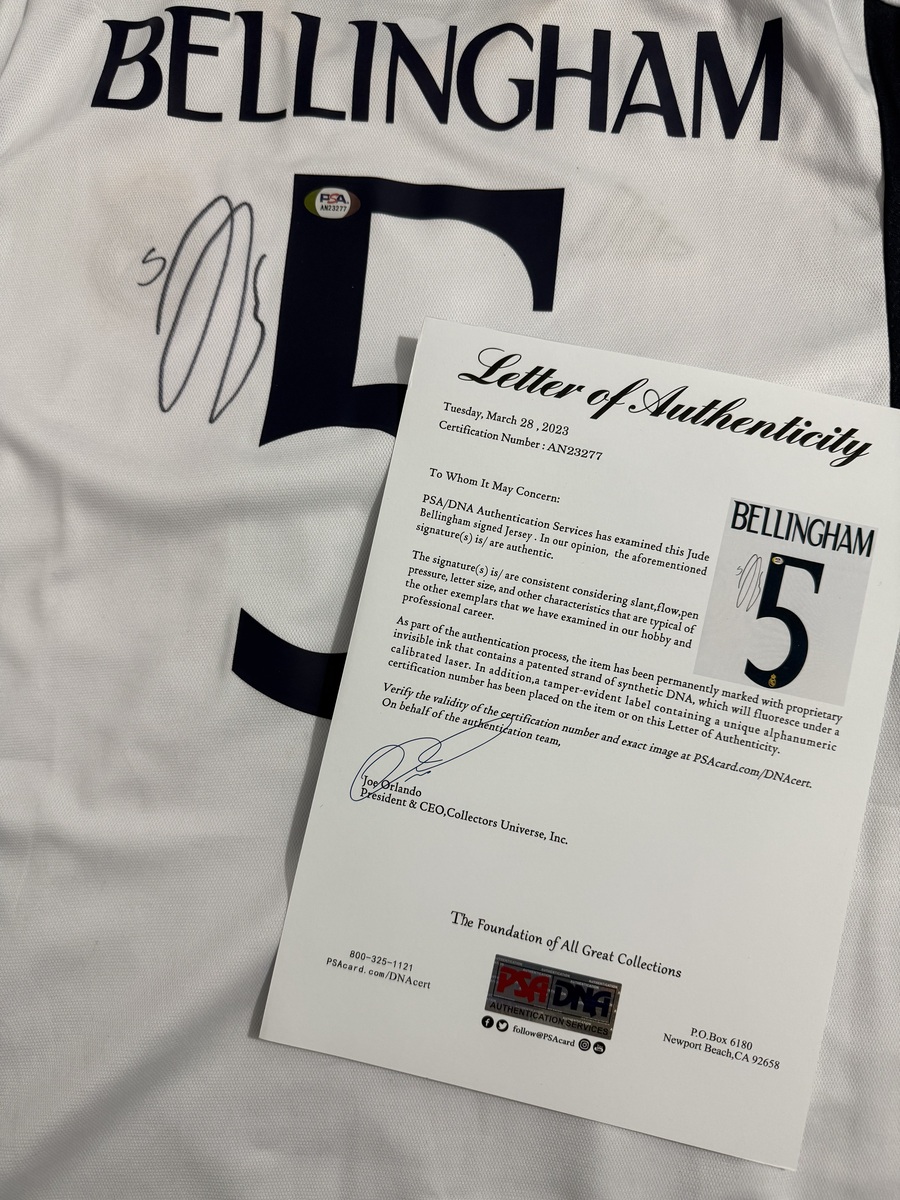 BELLINGHAM
PSA
AN23277
5
Letter of Authenticity
Tuesday, March 28 , 2023
Certification Number : AN23277
To Whom It May Concern:
PSA/DNA Authentication Services has examined this Jude
Bellingham signed Jersey . In our opinion, the aforementioned
signature(s) is/ are authentic.
The signature(s) is/ are consistent considering slant,flow,pen
pressure, letter size, and other characteristics that are typical of
the other exemplars that we have examined in our hobby and
professional career.
BELLINGHAM
5
As part of the authentication process, the item has been permanently marked with proprietary
invisible ink that contains a patented strand of synthetic DNA, which will fluoresce under a
calibrated laser. In addition,a tamper-evident label containing a unique alphanumeric
certification number has been placed on the item or on this Letter of Authenticity.
Verify the validity of the certification number and exact image at PSAcard.com/DNAcert.
On behalf of the authentication team,
Joe Orlando
President & CEO,Collectors Universe, Inc.
The Foundation of All Great Collections
800-325-1121
PSAcard.com/DNAcert
PSA DNA
AUTHENTICATION SERVICES
follow@PSAcard
P.O.Box 6180
Newport Beach,CA 92658